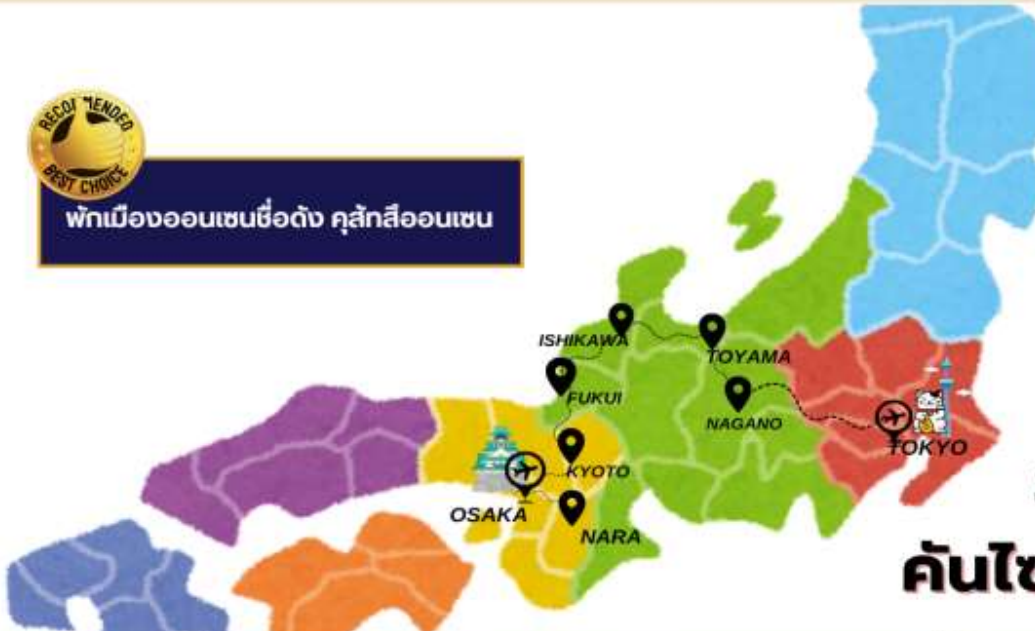 RECOMMENDED
BEST CHOICE
พักเมืองออนเซนชื่อดัง คุสัทสึออนเซน
ISHIKAWA
TOYAMA
FUKUI
NAGANO
TOKYO
KYOTO
OSAKA
NARA
คันไซ